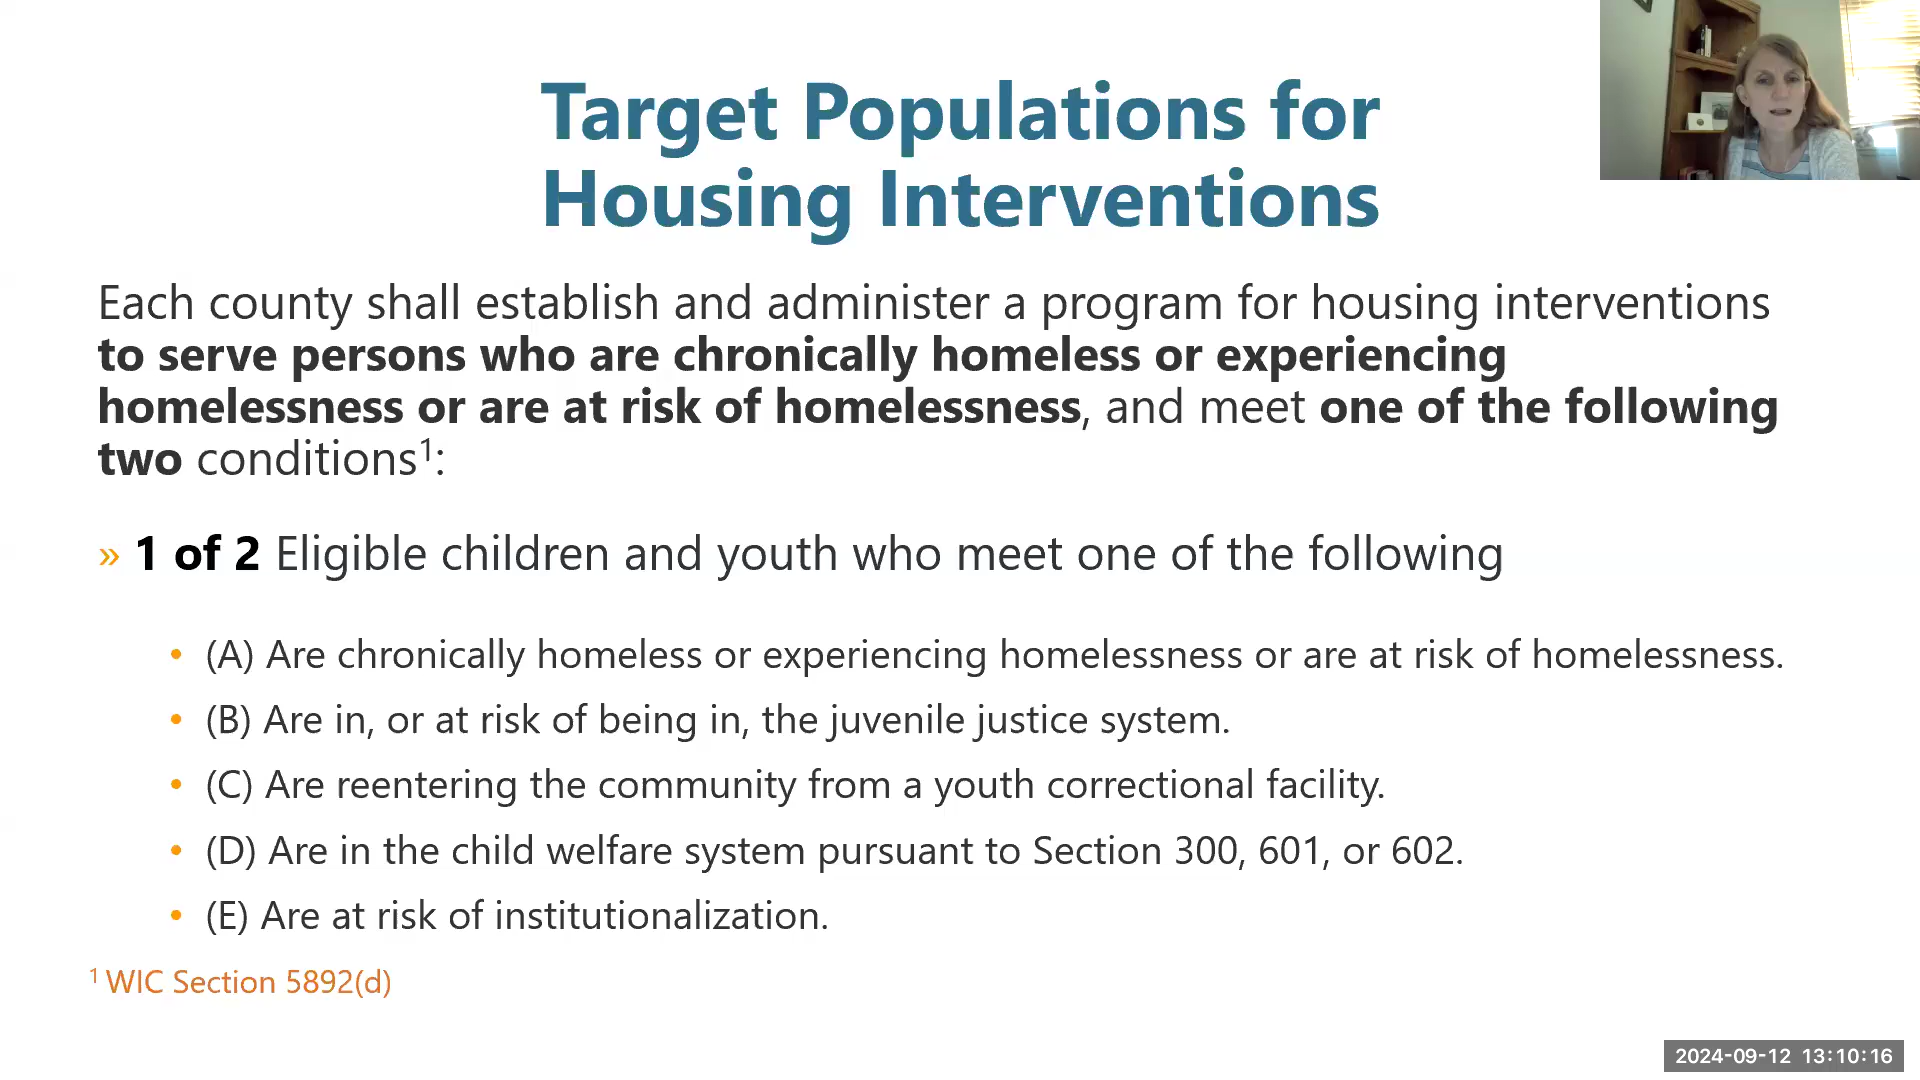 Target Populations for
Housing Interventions
Each county shall establish and administer a program for housing interventions
to serve persons who are chronically homeless or experiencing
homelessness or are at risk of homelessness, and meet one of the following
two conditions¹:
» 1 of 2 Eligible children and youth who meet one of the following
• (A) Are chronically homeless or experiencing homelessness or are at risk of homelessness.
• (B) Are in, or at risk of being in, the juvenile justice system.
• (C) Are reentering the community from a youth correctional facility.
• (D) Are in the child welfare system pursuant to Section 300, 601, or 602.
• (E) Are at risk of institutionalization.
¹ WIC Section 5892(d)
2024-09-12 13:10:16